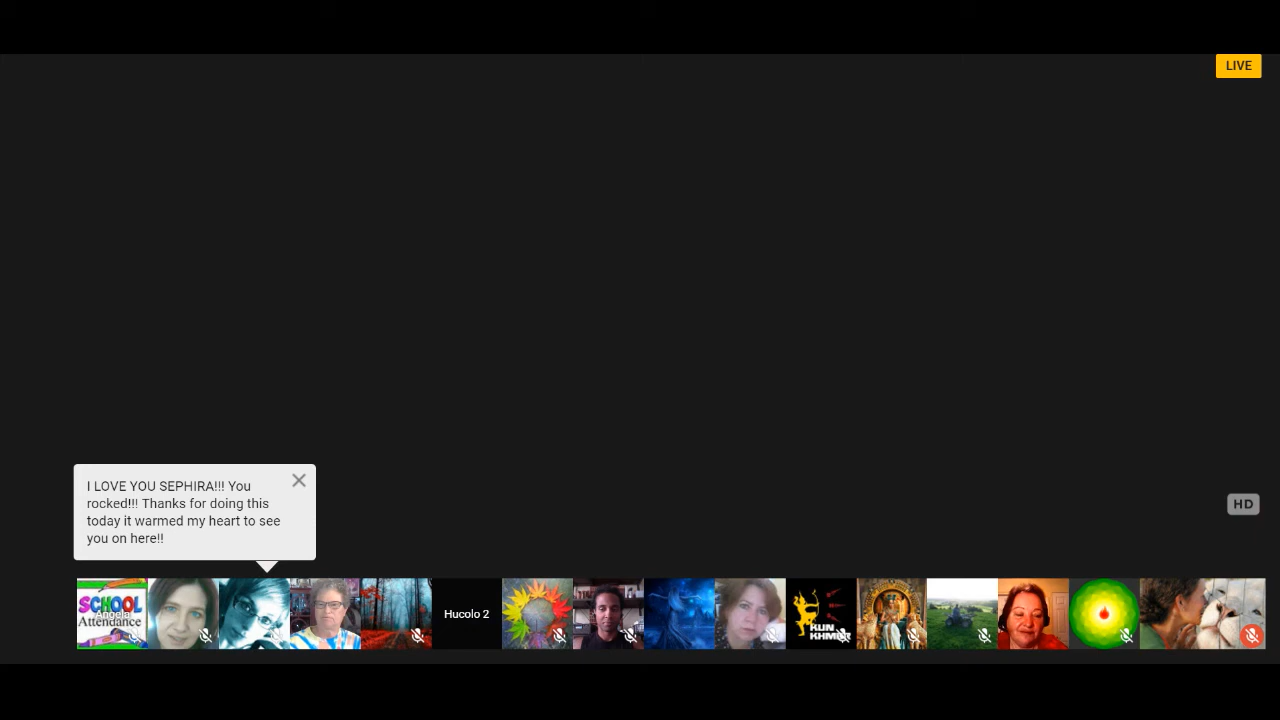 LIVE
I LOVE YOU SEPHIRA!!! You
rocked!!! Thanks for doing this
today it warmed my heart to see
you on here!!
HD
SCHOOL
Angela
Attendance
Hucolo 2
KUN
KHMER